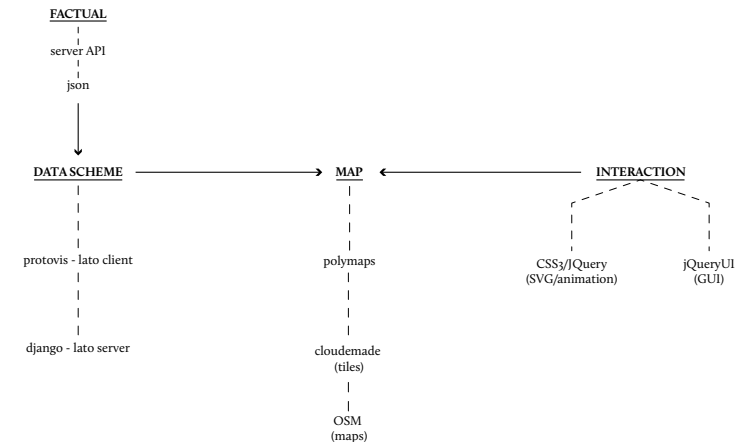 FACTUAL
server API
json
DATA SCHEME
MAP
INTERACTION
protovis - lato client
polymaps
CSS3/JQuery
(SVG/animation)
jQueryUI
(GUI)
django - lato server
cloudemade
(tiles)
OSM
(maps)